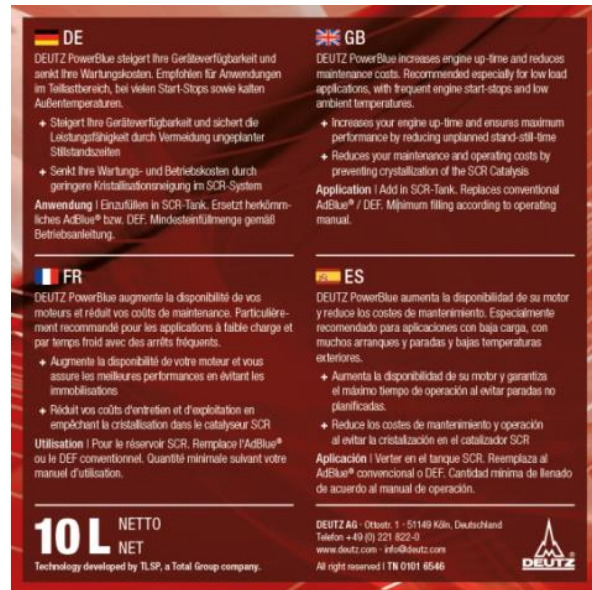 DE
DEUTZ PowerBlue steigert Ihre Geräteverfügbarkeit und
senkt Ihre Wartungskosten. Empfohlen für Anwendungen
im Teillastbereich, bei vielen Start-Stops sowie kalten
Außentemperaturen.
+ Steigert Ihre Geräteverfügbarkeit und sichert die
Leistungsfähigkeit durch Vermeidung ungeplanter
Stillstandszeiten
+ Senkt Ihre Wartungs- und Betriebskosten durch
geringere Kristallisationsneigung im SCR-System
Anwendung | Einzufüllen in SCR-Tank. Ersetzt herkömm-
liches AdBlue® bzw. DEF. Mindesteinfüllmenge gemäß
Betriebsanleitung.
GB
DEUTZ PowerBlue increases engine up-time and reduces
maintenance costs. Recommended especially for low load
applications, with frequent engine start-stops and low
ambient temperatures.
+ Increases your engine up-time and ensures maximum
performance by reducing unplanned stand-still-time
+ Reduces your maintenance and operating costs by
preventing crystallization of the SCR Catalysis
Application | Add in SCR-Tank. Replaces conventional
AdBlue® / DEF. Minimum filling according to operating
manual.
FR
DEUTZ PowerBlue augmente la disponibilité de vos
moteurs et réduit vos coûts de maintenance. Particulière-
ment recommandé pour les applications à faible charge et
par temps froid avec des arrêts fréquents.
+ Augmente la disponibilité de votre moteur et vous
assure les meilleures performances en évitant les
immobilisations
+ Réduit vos coûts d'entretien et d'exploitation en
empêchant la cristallisation dans le catalyseur SCR
Utilisation | Pour le réservoir SCR. Remplace l'AdBlue®
ou le DEF conventionnel. Quantité minimale suivant votre
manuel d'utilisation.
ES
DEUTZ PowerBlue aumenta la disponibilidad de su motor
y reduce los costes de mantenimiento. Especialmente
recomendado para aplicaciones con baja carga, con
muchos arranques y paradas y bajas temperaturas
exteriores.
+ Aumenta la disponibilidad de su motor y garantiza
el máximo tiempo de operación al evitar paradas no
planificadas.
+ Reduce los costes de mantenimiento y operación
al evitar la cristalización en el catalizador SCR
Aplicación | Verter en el tanque SCR. Reemplaza al
AdBlue® convencional o DEF. Cantidad mínima de llenado
de acuerdo al manual de operación.
10 L NETTO
NET
Technology developed by TLSP, a Total Group company.
DEUTZ AG · Ottostr. 1 · 51149 Köln, Deutschland
Telefon +49 (0) 221 822-0
www.deutz.com · info@deutz.com
All right reserved | TN 0101 6546
DEUTZ